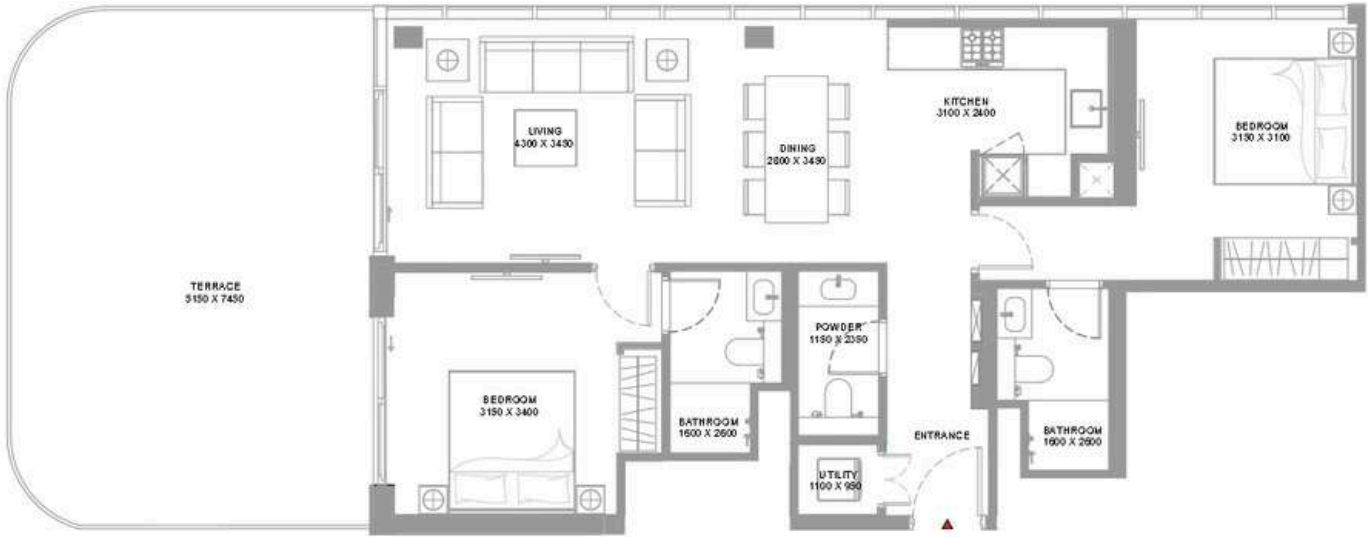 LIVING
4300 X 3450
DINING
2800 X 3450
KITCHEN
3100 X 2400
BEDROOM
3150 X 3100
TERRACE
5150 X 7450
POWDER
1150 X 2350
BEDROOM
3150 X 3400
BATHROOM
1600 X 2600
ENTRANCE
BATHROOM
1600 X 2600
UTILITY
1100 X 950